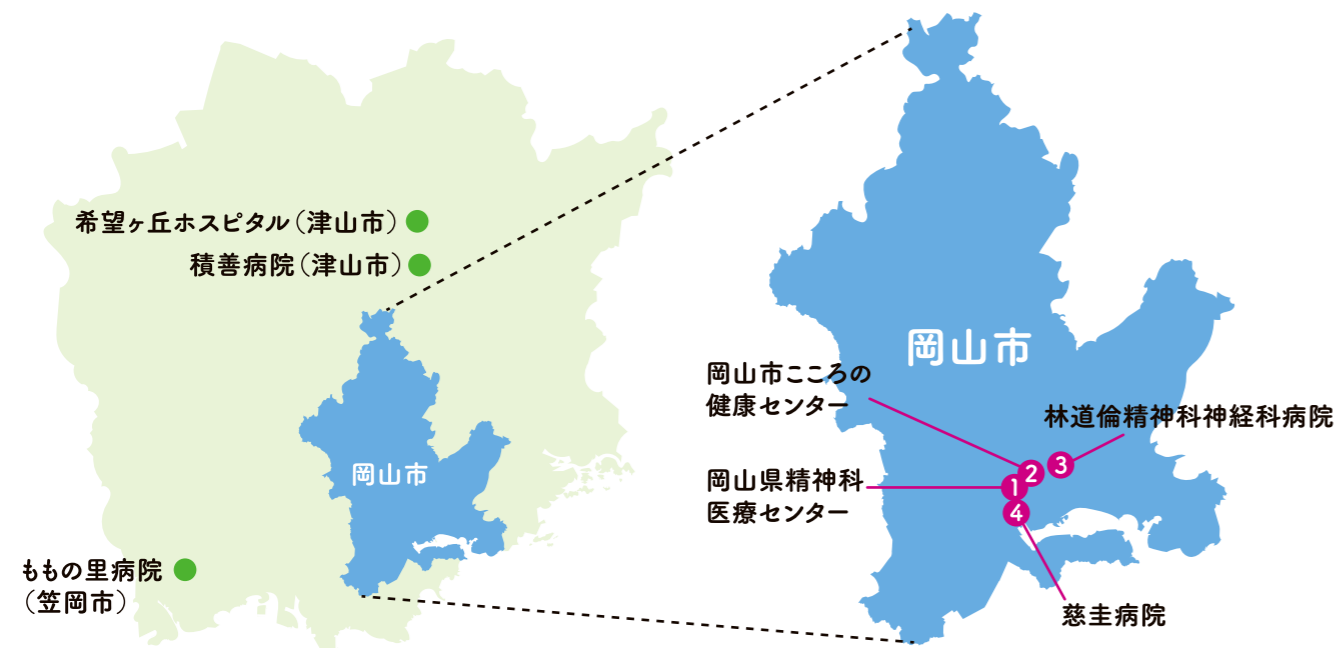 希望ヶ丘ホスピタル（津山市）
積善病院（津山市）
岡山市
ももの里病院
（笠岡市）
岡山市
岡山市こころの
健康センター
林道倫精神科神経科病院
岡山県精神科
医療センター
1
2
3
4
慈圭病院